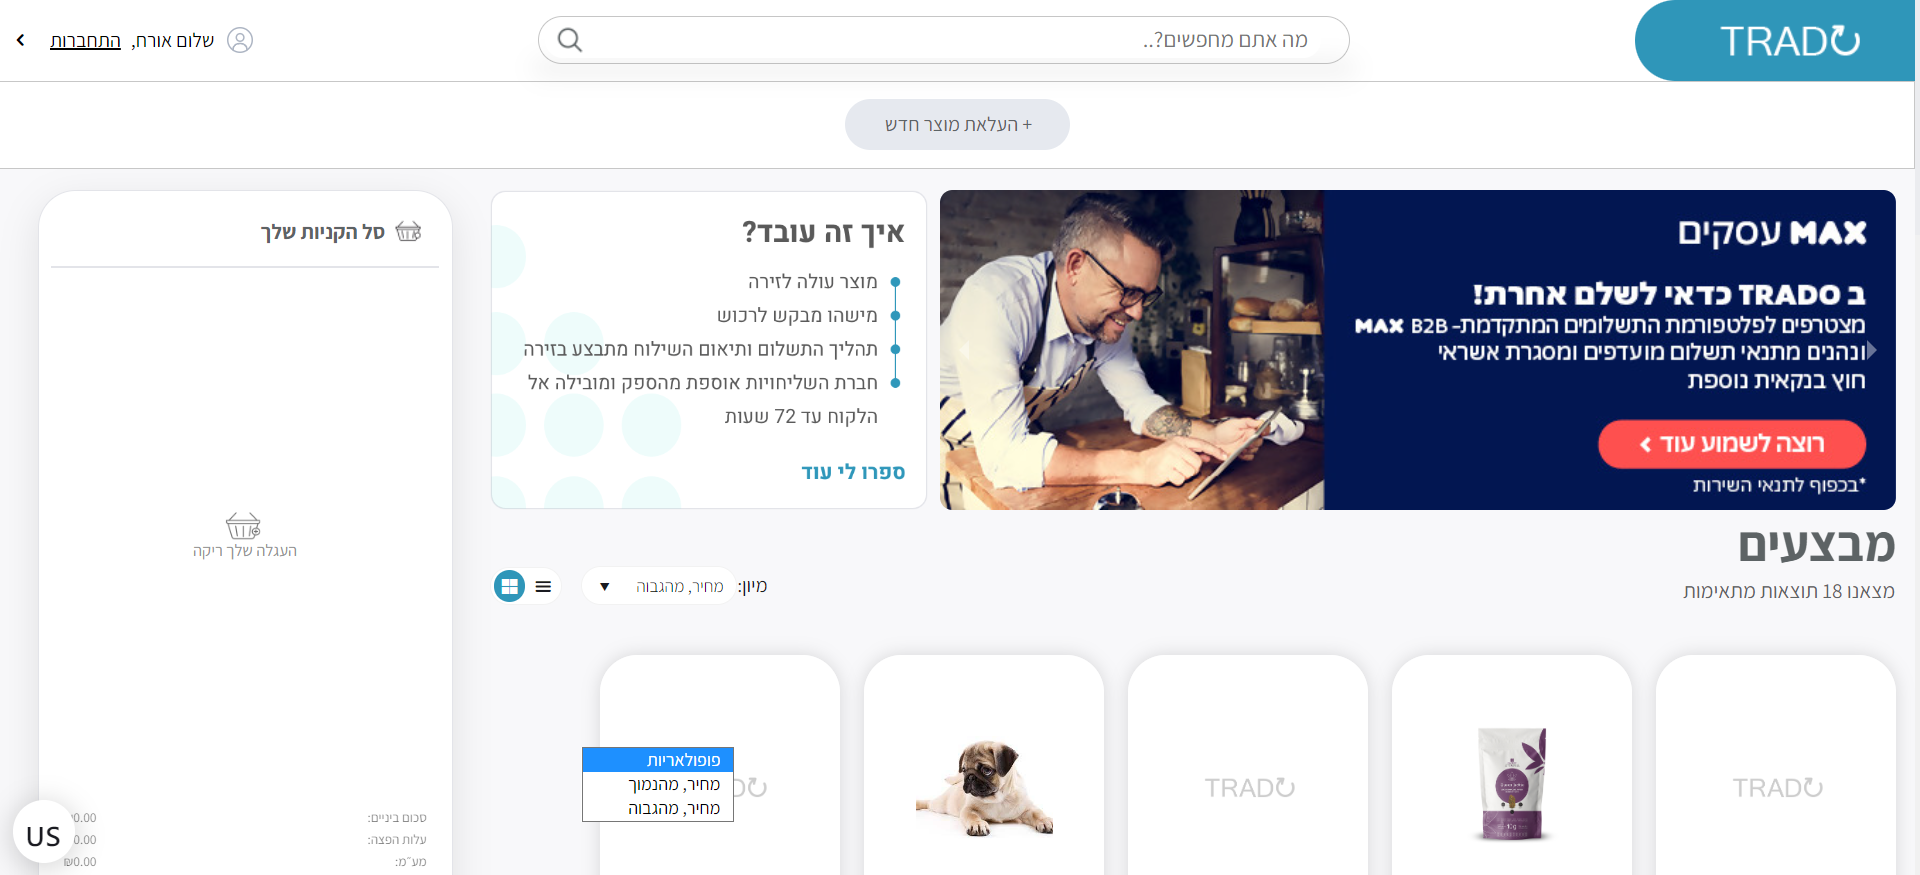 TRADO
מה אתם מחפשים?..
שלום אורח, התחברות
+ העלאת מוצר חדש
MAX עסקים
ב TRADO כדאי לשלם אחרת!
מצטרפים לפלטפורמת התשלומים המתקדמת- MAX B2B
ונהנים מתנאי תשלום מועדפים ומסגרת אשראי
חוץ בנקאית נוספת
רוצה לשמוע עוד
*בכפוף לתנאי השירות
איך זה עובד?
מוצר עולה לזירה
מישהו מבקש לרכוש
תהליך התשלום ותיאום השילוח מתבצע בזירה
חברת השליחויות אוספת מהספק ומובילה אל
הלקוח עד 72 שעות
ספרו לי עוד
סל הקניות שלך
העגלה שלך ריקה
סכום ביניים: ₪0.00
עלות הפצה: 0.00
מע״מ: ₪0.00
US
מבצעים
מצאנו 18 תוצאות מתאימות
מיון: מחיר, מהגבוה
פופולאריות
מחיר, מהנמוך
מחיר, מהגבוה
TRADO
TRADO